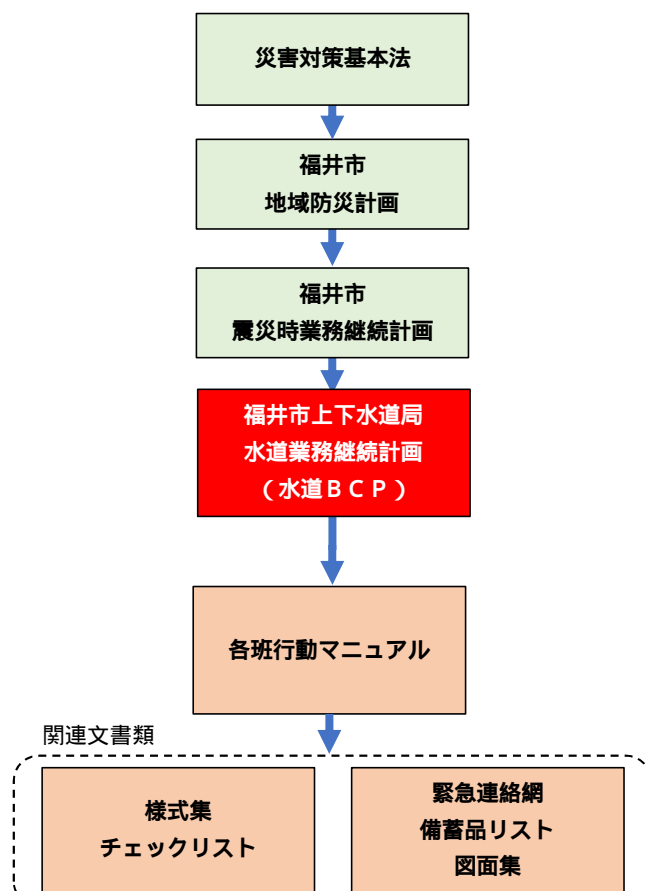 災害対策基本法
福井市
地域防災計画
福井市
震災時業務継続計画
福井市上下水道局
水道業務継続計画
（水道ＢＣＰ）
各班行動マニュアル
関連文書類
様式集
チェックリスト
緊急連絡網
備蓄品リスト
図面集